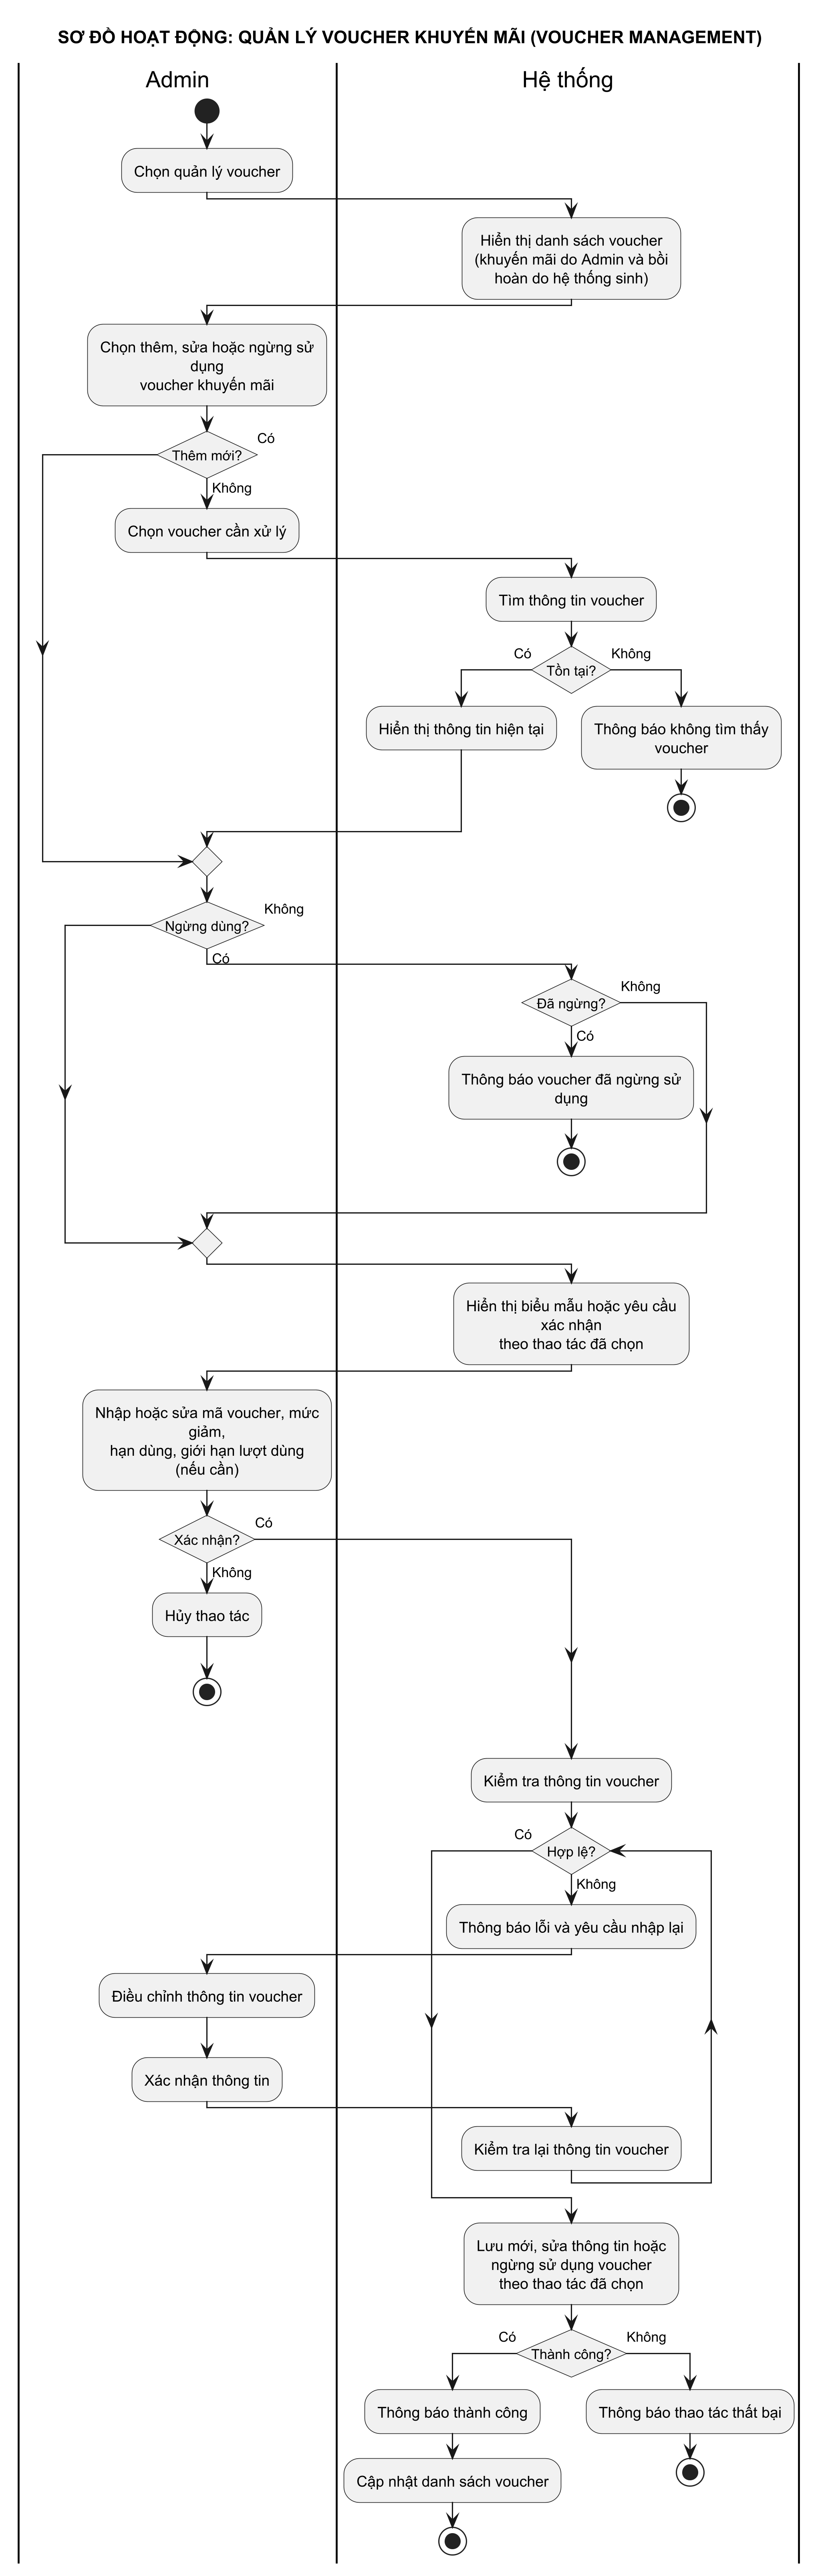 SƠ ĐỒ HOẠT ĐỘNG: QUẢN LÝ VOUCHER KHUYẾN MÃI (VOUCHER MANAGEMENT)
Admin
Hệ thống
Chọn quản lý voucher
Hiển thị danh sách voucher
(khuyến mãi do Admin và bồi
hoàn do hệ thống sinh)
Chọn thêm, sửa hoặc ngừng sử
dụng
voucher khuyến mãi
Có
Thêm mới?
Không
Chọn voucher cần xử lý
Tìm thông tin voucher
Có
Không
Tồn tại?
Hiển thị thông tin hiện tại
Thông báo không tìm thấy
voucher
Không
Ngừng dùng?
Có
Không
Đã ngừng?
Có
Thông báo voucher đã ngừng sử
dụng
Hiển thị biểu mẫu hoặc yêu cầu
xác nhận
theo thao tác đã chọn
Nhập hoặc sửa mã voucher, mức
giảm,
hạn dùng, giới hạn lượt dùng
(nếu cần)
Có
Xác nhận?
Không
Hủy thao tác
Kiểm tra thông tin voucher
Có
Hợp lệ?
Không
Thông báo lỗi và yêu cầu nhập lại
Điều chỉnh thông tin voucher
Xác nhận thông tin
Kiểm tra lại thông tin voucher
Lưu mới, sửa thông tin hoặc
ngừng sử dụng voucher
theo thao tác đã chọn
Có
Không
Thành công?
Thông báo thành công
Thông báo thao tác thất bại
Cập nhật danh sách voucher